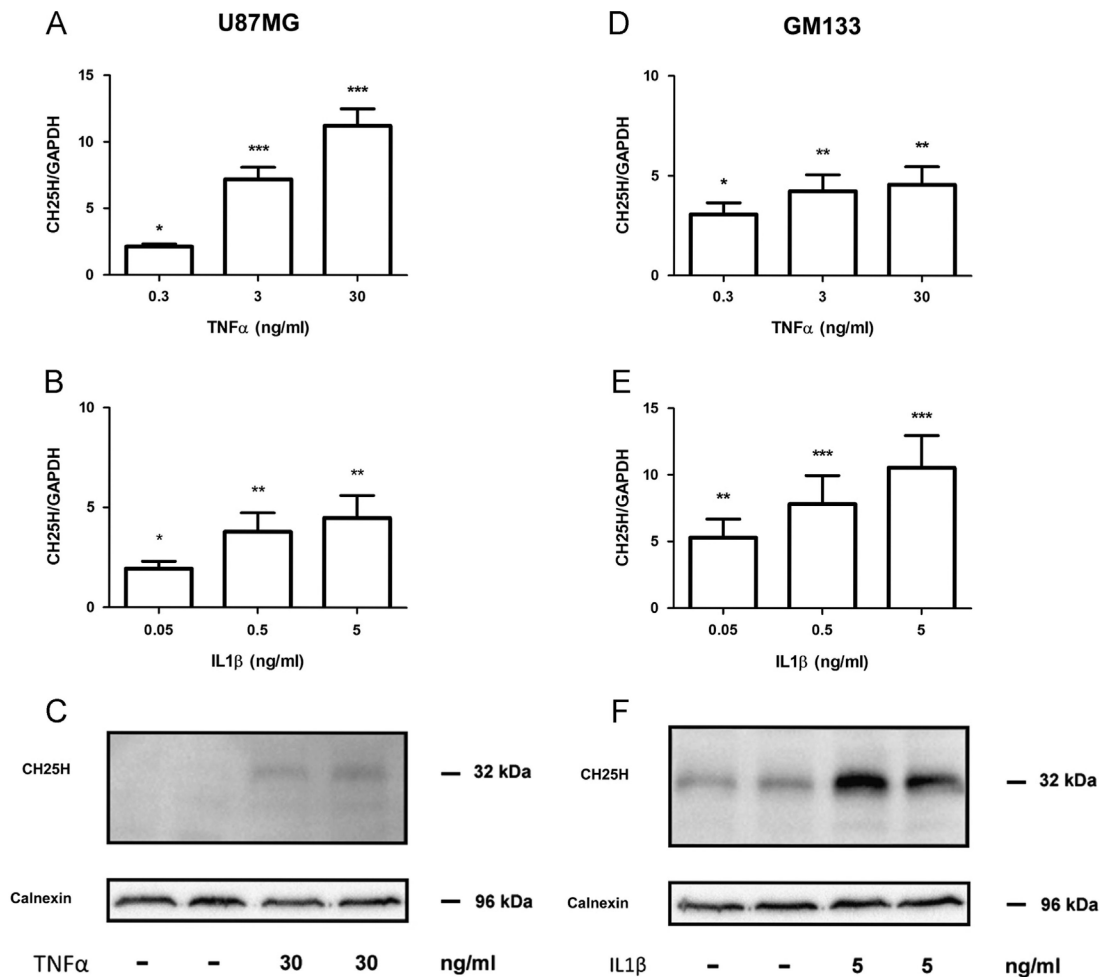 A
U87MG
CH25H/GAPDH
15
10
5
0
*
***
***
0.3
3
30
TNFα (ng/ml)
D
GM133
CH25H/GAPDH
10
5
0
*
**
**
0.3
3
30
TNFα (ng/ml)
B
CH25H/GAPDH
10
5
0
*
**
**
0.05
0.5
5
IL1β (ng/ml)
E
CH25H/GAPDH
15
10
5
0
**
***
***
0.05
0.5
5
IL1β (ng/ml)
C
CH25H
– 32 kDa
Calnexin
– 96 kDa
TNFα – – 30 30 ng/ml
F
CH25H
– 32 kDa
Calnexin
– 96 kDa
IL1β – – 5 5 ng/ml